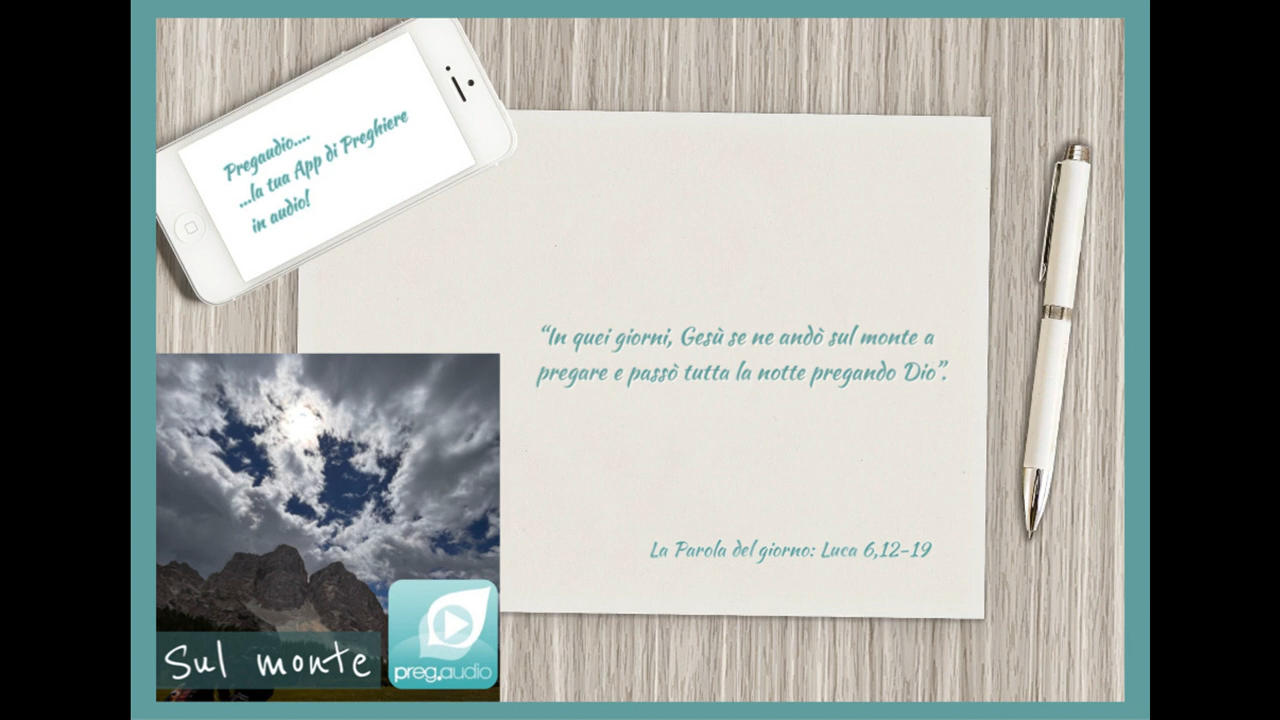 Pregaudio....
...la tua App di Preghiere
in audio!
“In quei giorni, Gesù se ne andò sul monte a
pregare e passò tutta la notte pregando Dio”.
La Parola del giorno: Luca 6,12-19
Sul monte
preg.audio